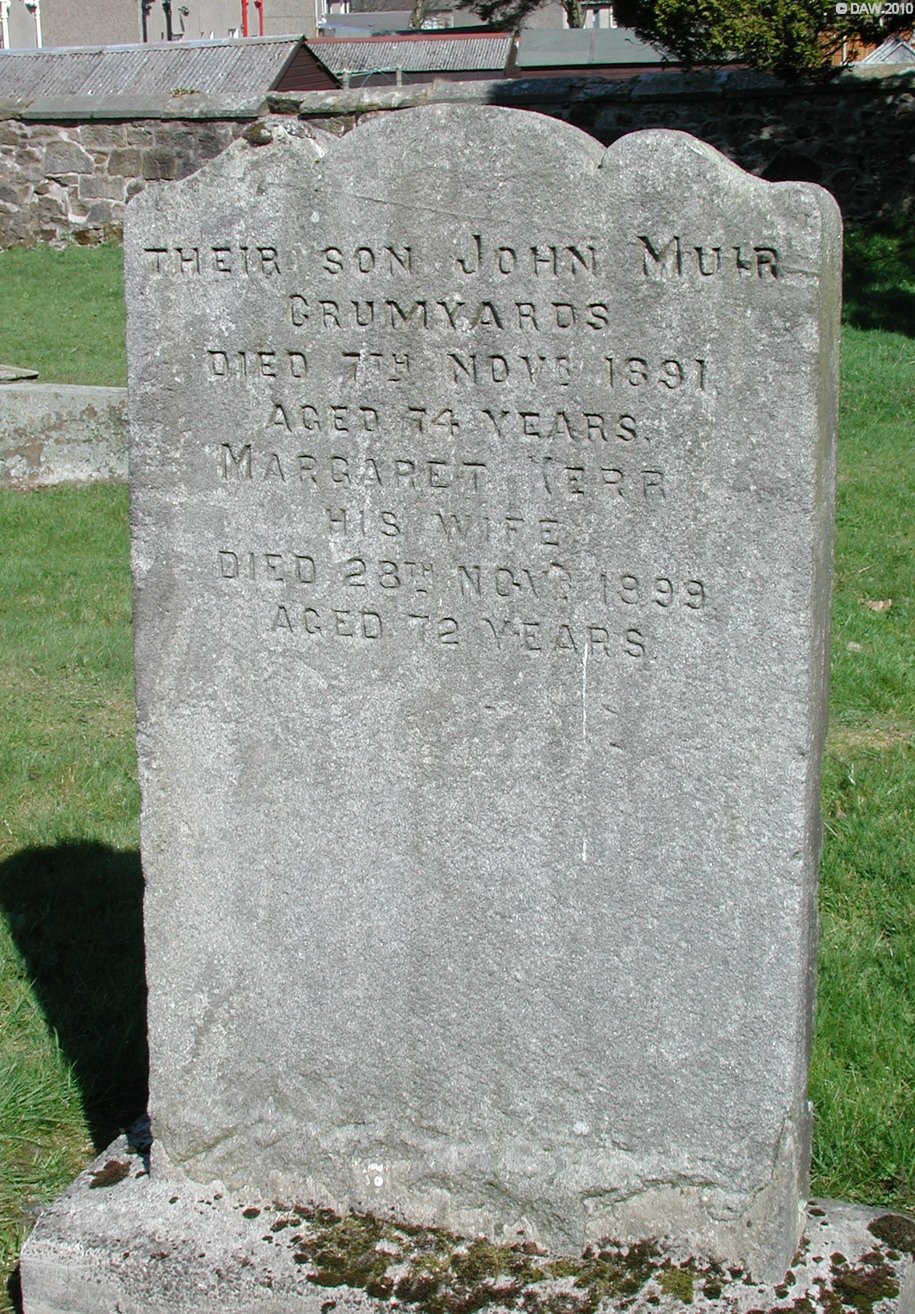 © DAW.2010
THEIR SON JOHN MUIR
CRUMYARDS
DIED 7TH NOVR 1891
AGED 74 YEARS.
MARGARET KERR
HIS WIFE
DIED 28TH NOVR 1899
AGED 72 YEARS